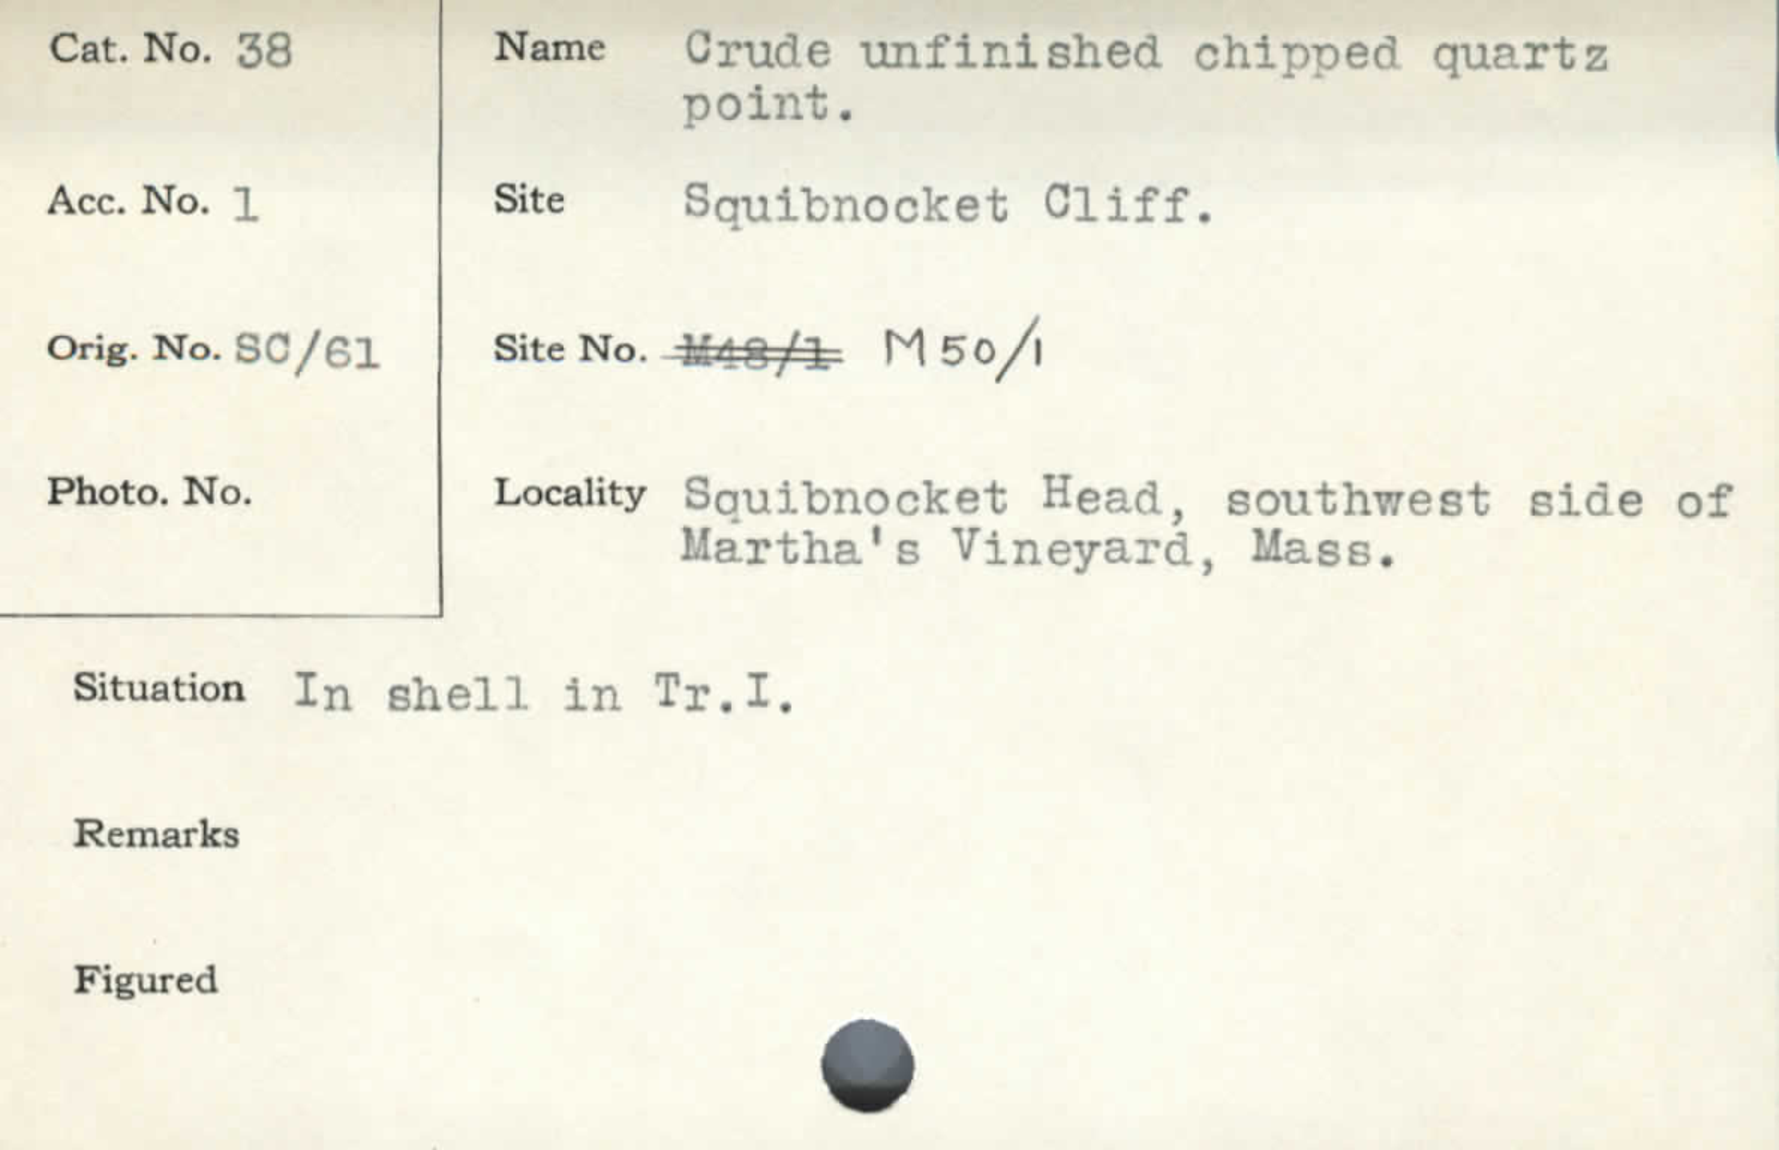 Cat. No. 38
Name Crude unfinished chipped quartz
point.
Acc. No. 1
Site Squibnocket Cliff.
Orig. No. SC/61
Site No. M48/1 M50/1
Photo. No.
Locality Squibnocket Head, southwest side of
Martha's Vineyard, Mass.
Situation In shell in Tr.I.
Remarks
Figured